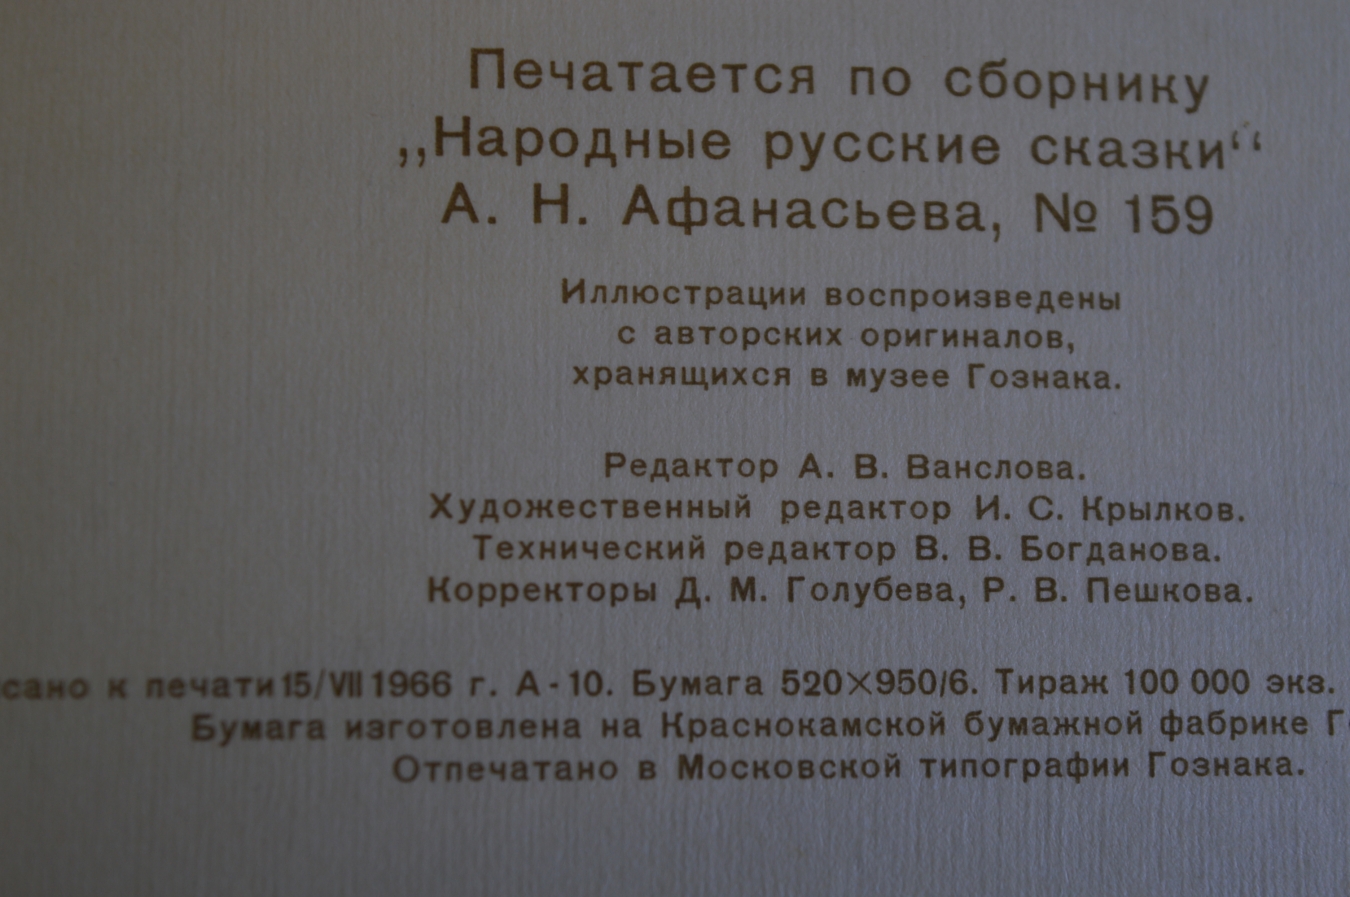 Печатается по сборнику
,,Народные русские сказки“
А. Н. Афанасьева, № 159
Иллюстрации воспроизведены
с авторских оригиналов,
хранящихся в музее Гознака.
Редактор А. В. Ванслова.
Художественный редактор И. С. Крылков.
Технический редактор В. В. Богданова.
Корректоры Д. М. Голубева, Р. В. Пешкова.
сано к печати 15/VII 1966 г. А-10. Бумага 520×950/6. Тираж 100 000 экз.
Бумага изготовлена на Краснокамской бумажной фабрике
Отпечатано в Московской типографии Гознака.